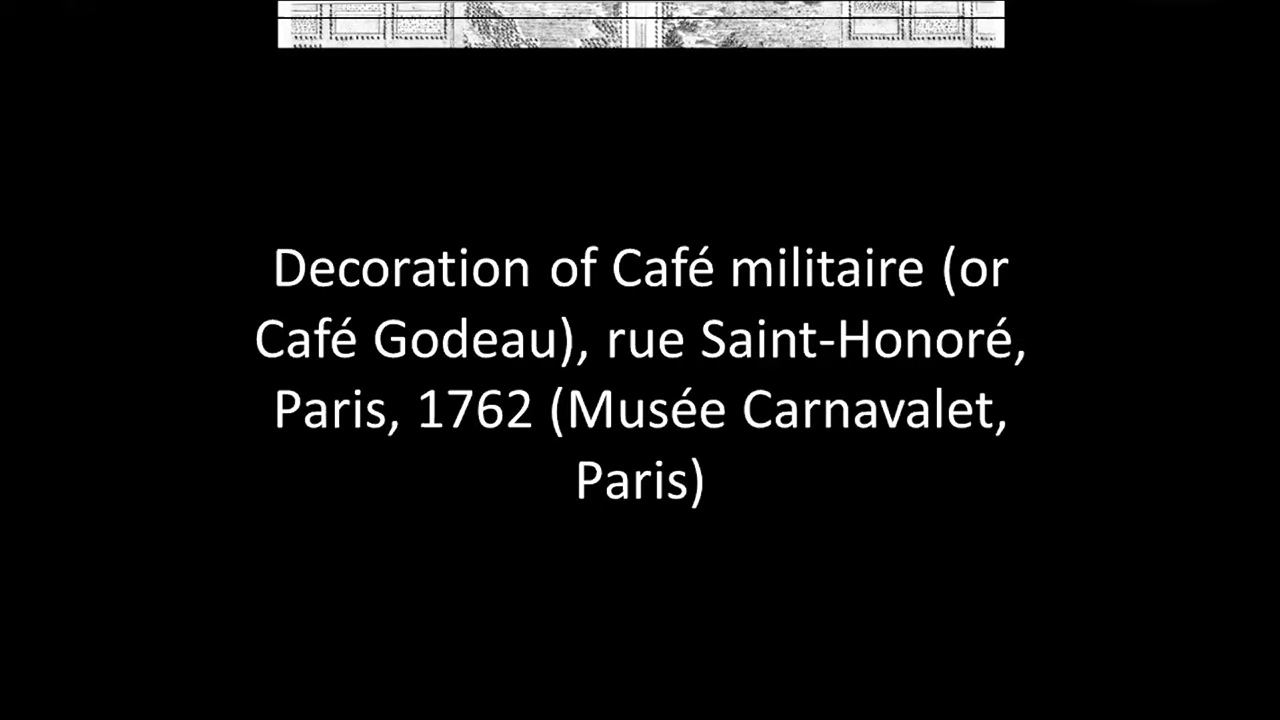 Decoration of Café militaire (or
Café Godeau), rue Saint-Honoré,
Paris, 1762 (Musée Carnavalet,
Paris)